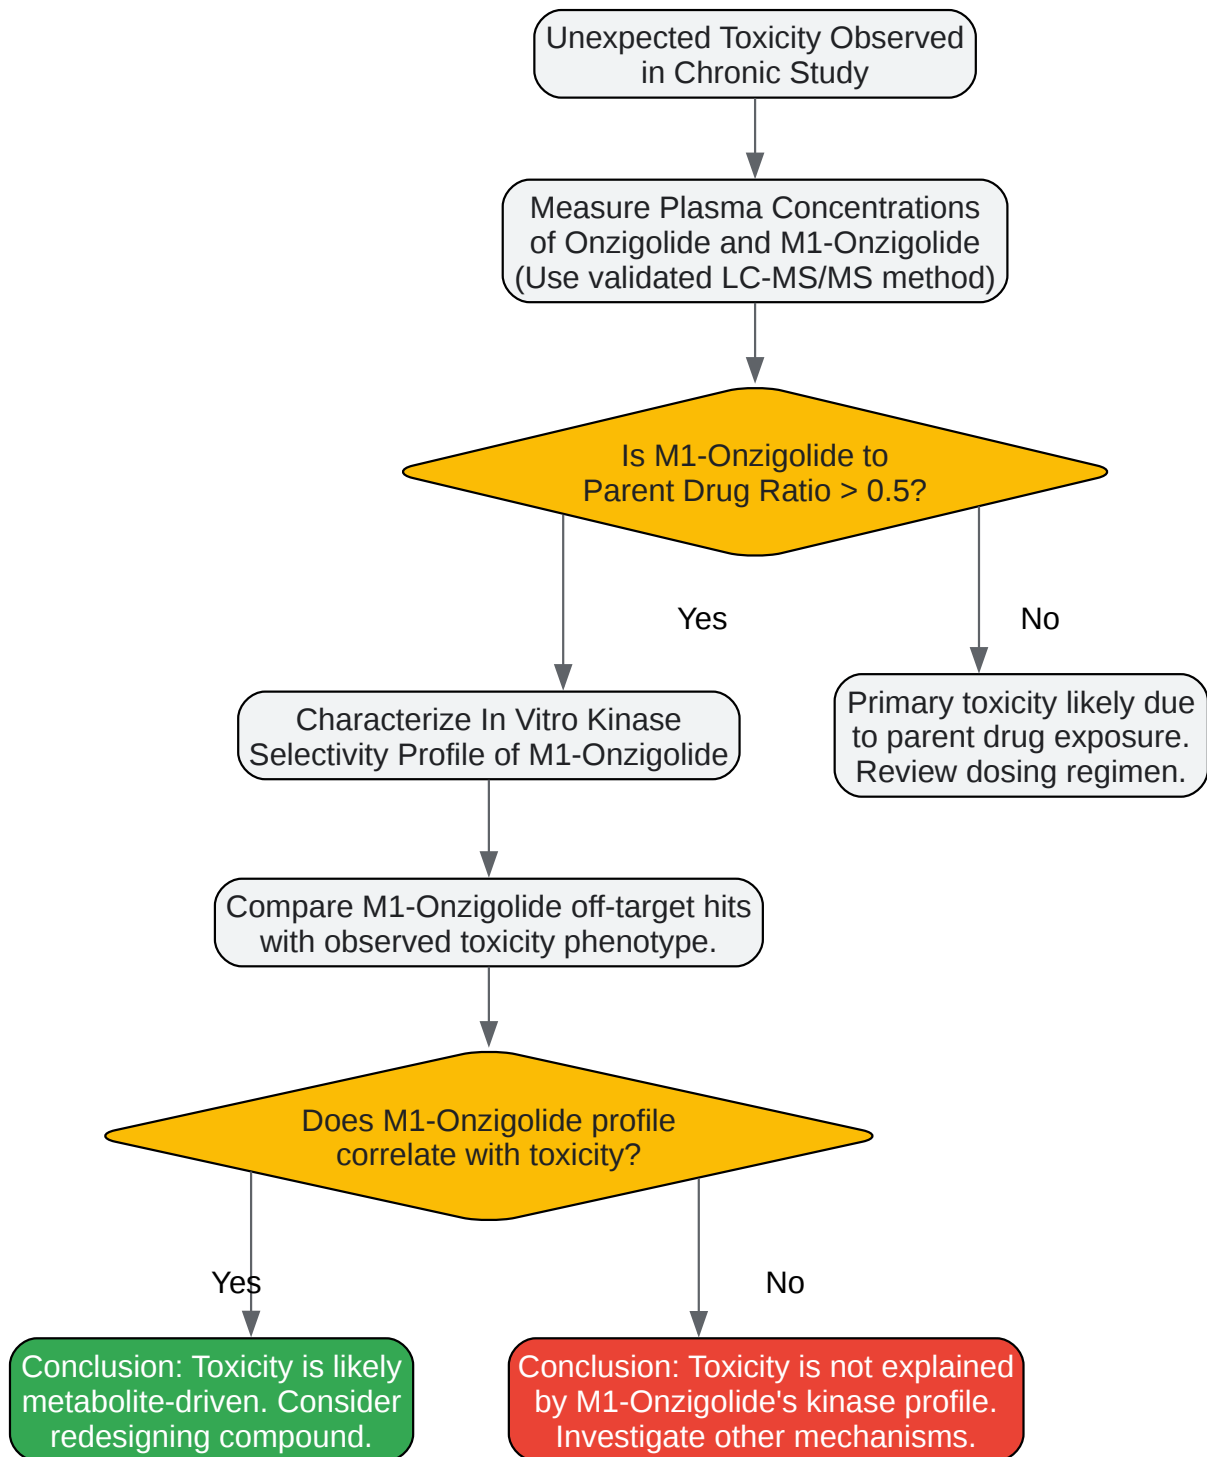 Unexpected Toxicity Observed
in Chronic Study
Measure Plasma Concentrations
of Onzigolide and M1-Onzigolide
(Use validated LC-MS/MS method)
Is M1-Onzigolide to
Parent Drug Ratio > 0.5?
Yes
No
Characterize In Vitro Kinase
Selectivity Profile of M1-Onzigolide
Primary toxicity likely due
to parent drug exposure.
Review dosing regimen.
Compare M1-Onzigolide off-target hits
with observed toxicity phenotype.
Does M1-Onzigolide profile
correlate with toxicity?
Yes
No
Conclusion: Toxicity is likely
metabolite-driven. Consider
redesigning compound.
Conclusion: Toxicity is not explained
by M1-Onzigolide's kinase profile.
Investigate other mechanisms.